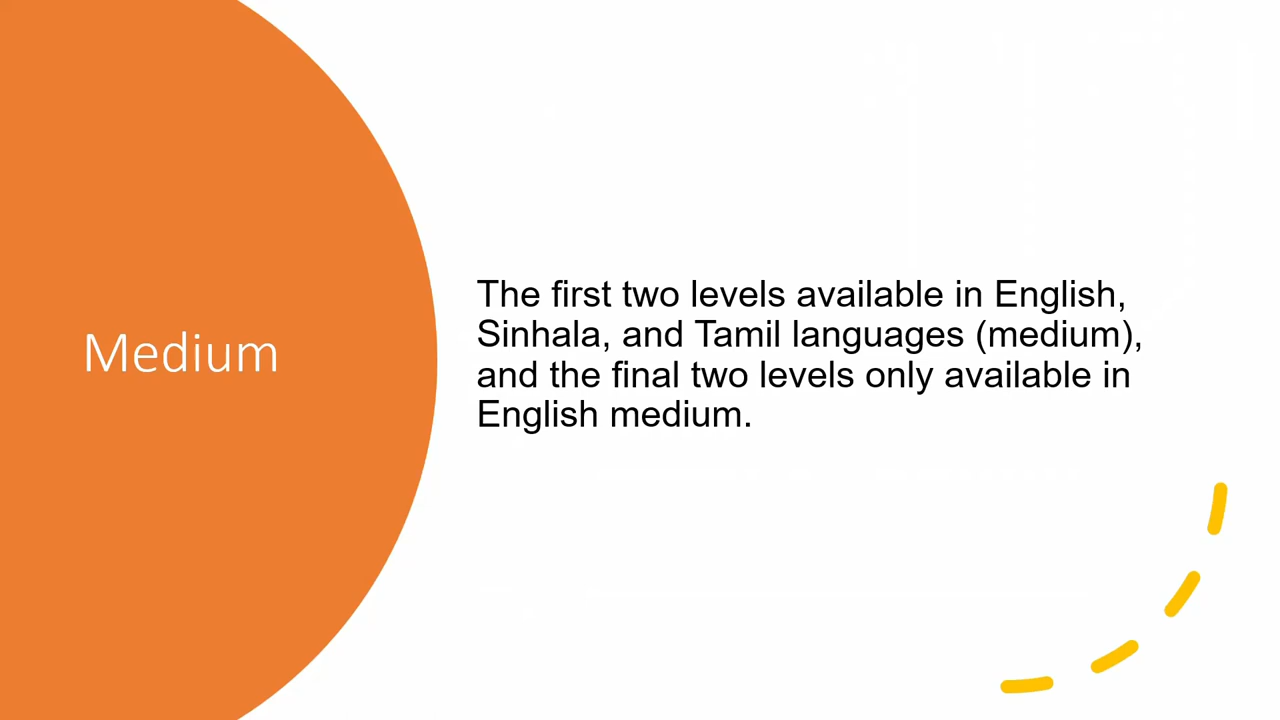 Medium
The first two levels available in English,
Sinhala, and Tamil languages (medium),
and the final two levels only available in
English medium.